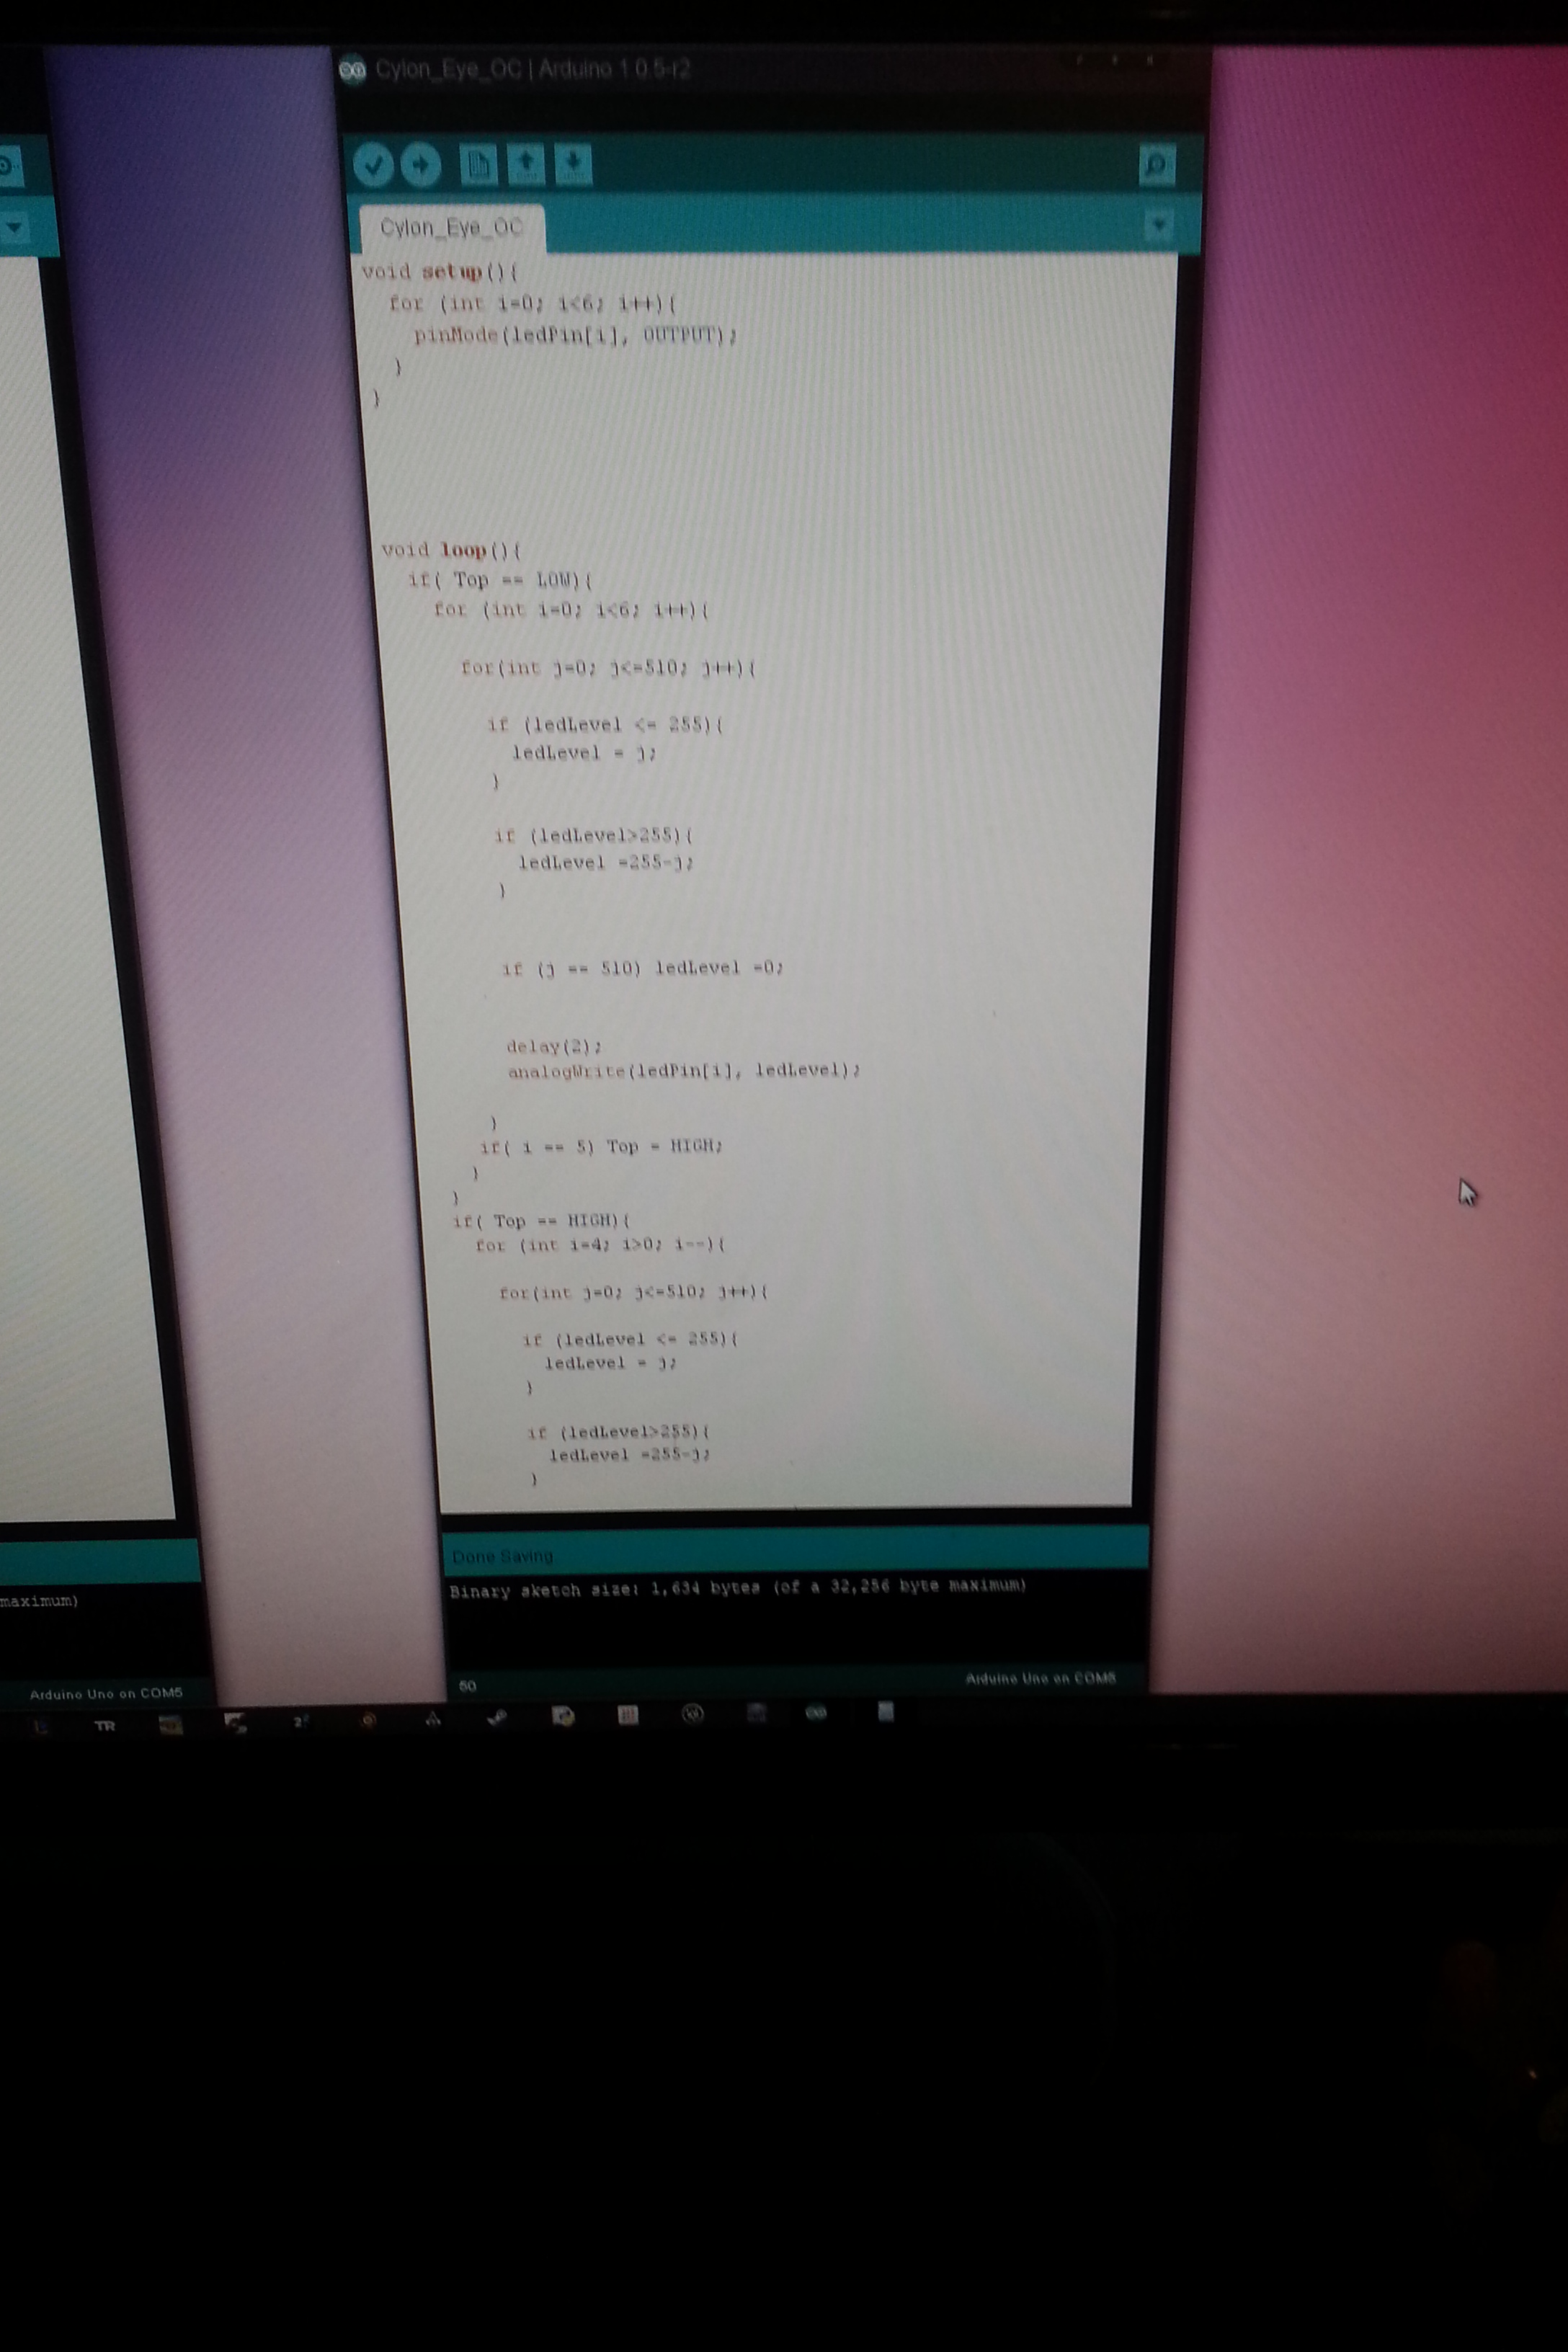 Cylon_Eye_OC | Arduino 1.0.5-r2
Cylon_Eye_OC
void setup(){
for (int i=0; i<6; i++){
pinMode(ledPin[i], OUTPUT);
}
}
void loop(){
if( Top == LOW){
for (int i=0; i<6; i++){
for(int j=0; j<=510; j++){
if (ledLevel <= 255){
ledLevel = j;
}
if (ledLevel>255){
ledLevel =255-j;
}
if (j == 510) ledLevel =0;
delay(2);
analogWrite(ledPin[i], ledLevel);
}
if( i == 5) Top = HIGH;
}
}
if( Top == HIGH){
for (int i=4; i>0; i--){
for(int j=0; j<=510; j++){
if (ledLevel <= 255){
ledLevel = j;
}
if (ledLevel>255){
ledLevel =255-j;
}
Done Saving.
Binary sketch size: 1,634 bytes (of a 32,256 byte maximum)
maximum)
50
Arduino Uno on COM5
Arduino Uno on COM5
TR